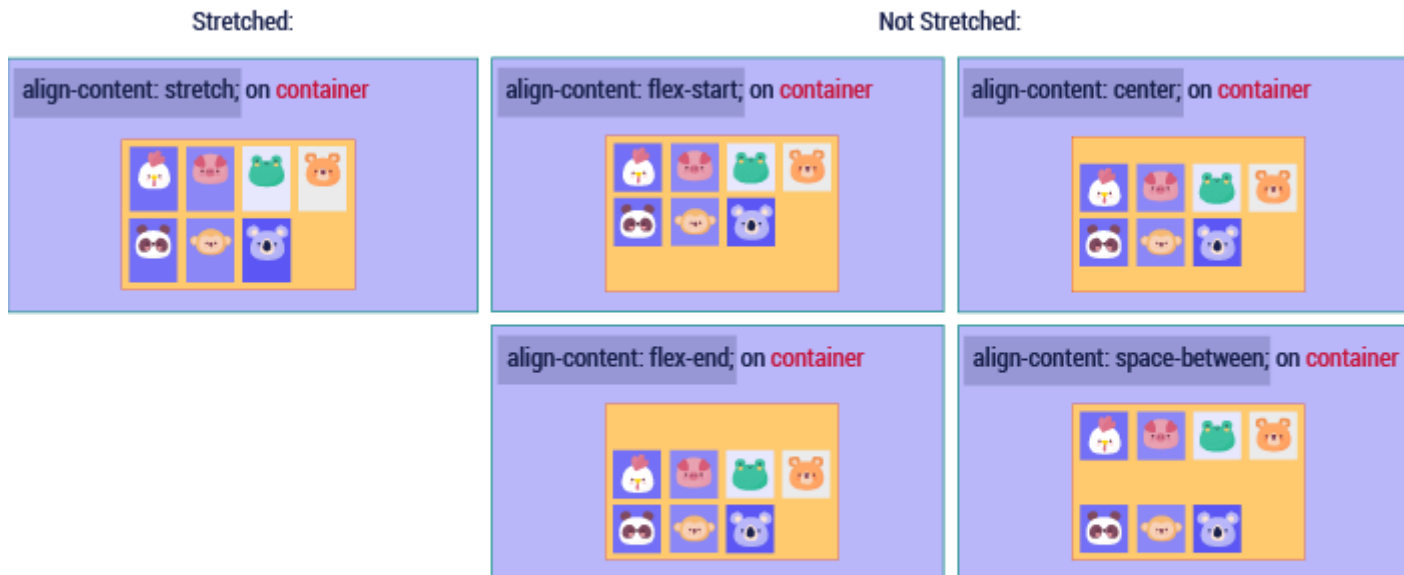 Stretched:
Not Stretched:
align-content: stretch; on container
align-content: flex-start; on container
align-content: center; on container
align-content: flex-end; on container
align-content: space-between; on container